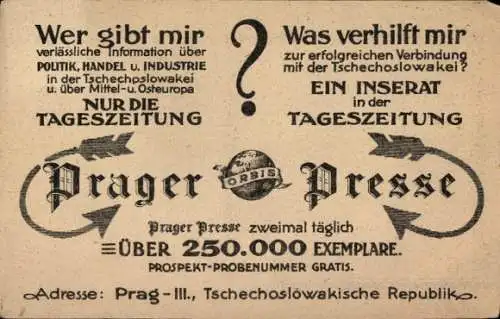 Wer gibt mir
verlässliche Information über
POLITIK, HANDEL u. INDUSTRIE
in der Tschechoslowakei
u. über Mittel-u. Osteuropa
NUR DIE
TAGESZEITUNG
?
Was verhilft mir
zur erfolgreichen Verbindung
mit der Tschechoslowakei?
EIN INSERAT
in der
TAGESZEITUNG
Prager ORBIS Presse
Prager Presse zweimal täglich
ÜBER 250.000 EXEMPLARE.
PROSPEKT-PROBENUMMER GRATIS.
Adresse: Prag-III., Tschechoslowakische Republik.